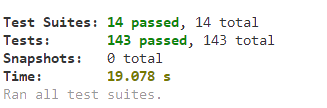 Test Suites: 14 passed, 14 total
Tests: 143 passed, 143 total
Snapshots: 0 total
Time: 19.078 s
Ran all test suites.